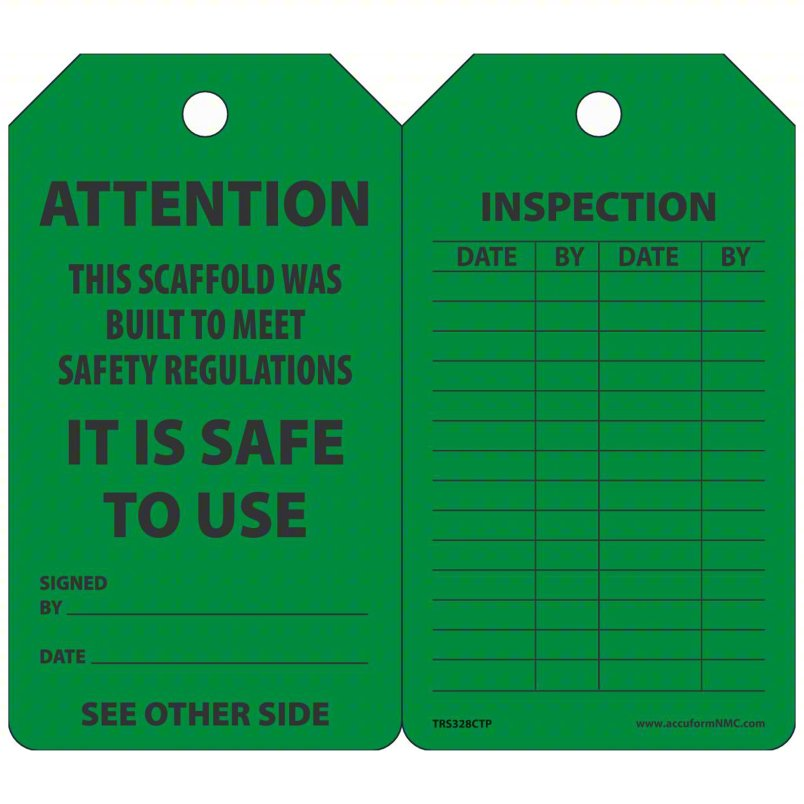 ATTENTION
THIS SCAFFOLD WAS
BUILT TO MEET
SAFETY REGULATIONS
IT IS SAFE
TO USE
SIGNED
BY
DATE
SEE OTHER SIDE
INSPECTION
DATE BY DATE BY
TRS328CTP www.accuformNMC.com